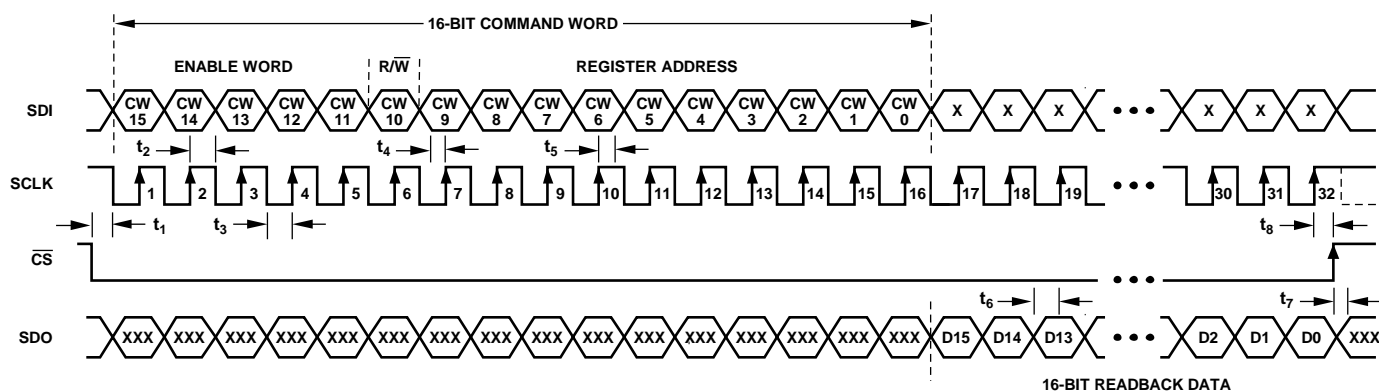 16-BIT COMMAND WORD
ENABLE WORD R/W̅ REGISTER ADDRESS
SDI CW 15 CW 14 CW 13 CW 12 CW 11 CW 10 CW 9 CW 8 CW 7 CW 6 CW 5 CW 4 CW 3 CW 2 CW 1 CW 0 X X X X X X
t2 t4 t5
SCLK 1 2 3 4 5 6 7 8 9 10 11 12 13 14 15 16 17 18 19 30 31 32
t1 t3 t8
C̅S̅
t6 t7
SDO XXX XXX XXX XXX XXX XXX XXX XXX XXX XXX XXX XXX XXX XXX XXX XXX D15 D14 D13 D2 D1 D0 XXX
16-BIT READBACK DATA